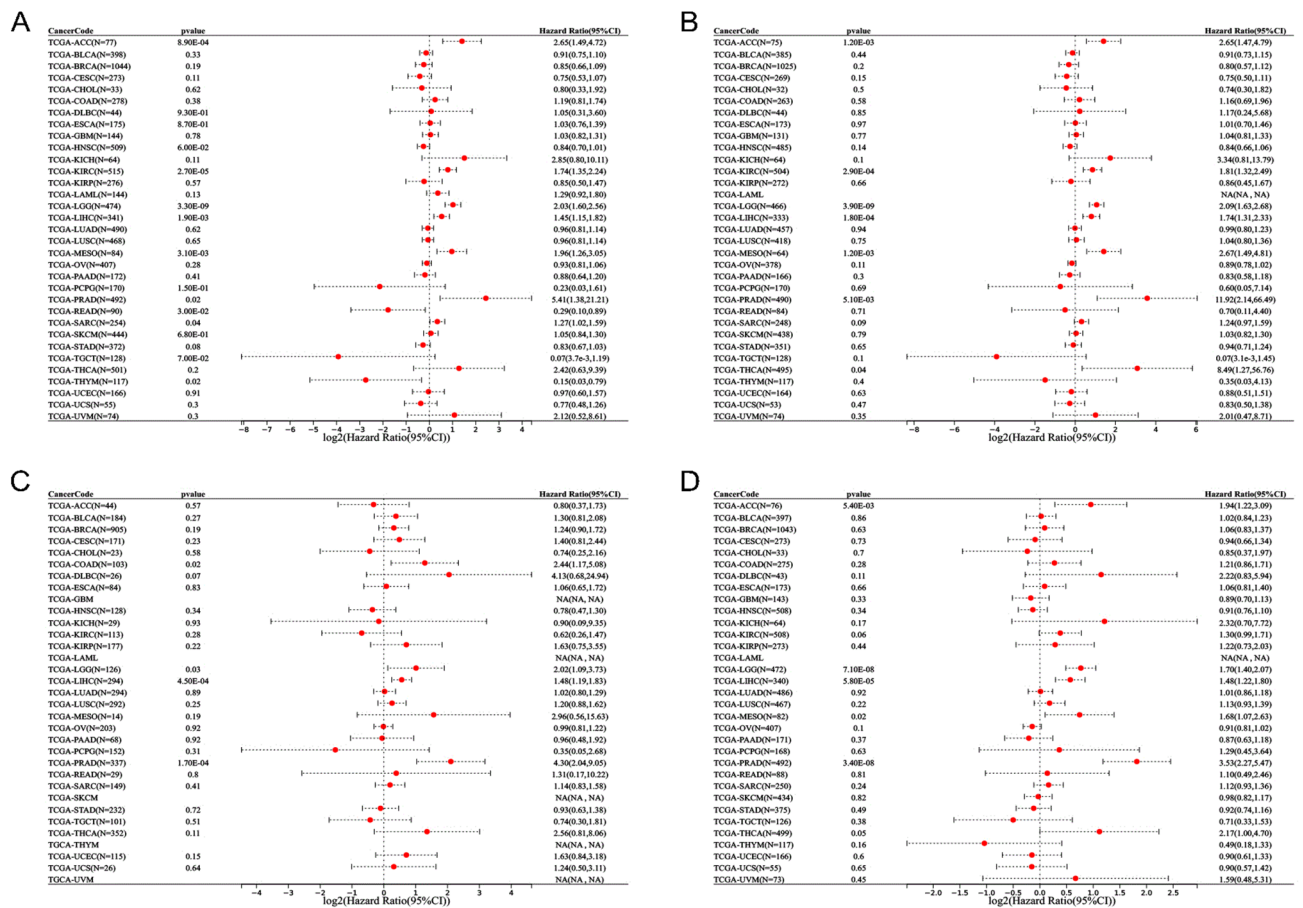 A
CancerCode pvalue Hazard Ratio(95%CI)
TCGA-ACC(N=77) 8.90E-04 2.65(1.49,4.72)
TCGA-BLCA(N=398) 0.33 0.91(0.75,1.10)
TCGA-BRCA(N=1044) 0.19 0.85(0.66,1.09)
TCGA-CESC(N=273) 0.11 0.75(0.53,1.07)
TCGA-CHOL(N=33) 0.62 0.80(0.33,1.92)
TCGA-COAD(N=278) 0.38 1.19(0.81,1.74)
TCGA-DLBC(N=44) 9.30E-01 1.05(0.31,3.60)
TCGA-ESCA(N=175) 8.70E-01 1.03(0.76,1.39)
TCGA-GBM(N=144) 0.78 1.03(0.82,1.31)
TCGA-HNSC(N=509) 6.00E-02 0.84(0.70,1.01)
TCGA-KICH(N=64) 0.11 2.85(0.80,10.11)
TCGA-KIRC(N=515) 2.70E-05 1.74(1.35,2.24)
TCGA-KIRP(N=276) 0.57 0.85(0.50,1.47)
TCGA-LAML(N=144) 0.13 1.29(0.92,1.80)
TCGA-LGG(N=474) 3.30E-09 2.03(1.60,2.56)
TCGA-LIHC(N=341) 1.90E-03 1.45(1.15,1.82)
TCGA-LUAD(N=490) 0.62 0.96(0.81,1.14)
TCGA-LUSC(N=468) 0.65 0.96(0.81,1.14)
TCGA-MESO(N=84) 3.10E-03 1.96(1.26,3.05)
TCGA-OV(N=407) 0.28 0.93(0.81,1.06)
TCGA-PAAD(N=172) 0.41 0.88(0.64,1.20)
TCGA-PCPG(N=170) 1.50E-01 0.23(0.03,1.61)
TCGA-PRAD(N=492) 0.02 5.41(1.38,21.21)
TCGA-READ(N=90) 3.00E-02 0.29(0.10,0.89)
TCGA-SARC(N=254) 0.04 1.27(1.02,1.59)
TCGA-SKCM(N=444) 6.80E-01 1.05(0.84,1.30)
TCGA-STAD(N=372) 0.08 0.83(0.67,1.03)
TCGA-TGCT(N=128) 7.00E-02 0.07(3.7e-3,1.19)
TCGA-THCA(N=501) 0.2 2.42(0.63,9.39)
TCGA-THYM(N=117) 0.02 0.15(0.03,0.79)
TCGA-UCEC(N=166) 0.91 0.97(0.60,1.57)
TCGA-UCS(N=55) 0.3 0.77(0.48,1.26)
TCGA-UVM(N=74) 0.3 2.12(0.52,8.61)
−8 −7 −6 −5 −4 −3 −2 −1 0 1 2 3 4
log2(Hazard Ratio(95%CI))
B
CancerCode pvalue Hazard Ratio(95%CI)
TCGA-ACC(N=75) 1.20E-03 2.65(1.47,4.79)
TCGA-BLCA(N=385) 0.44 0.91(0.73,1.15)
TCGA-BRCA(N=1025) 0.2 0.80(0.57,1.12)
TCGA-CESC(N=269) 0.15 0.75(0.50,1.11)
TCGA-CHOL(N=32) 0.5 0.74(0.30,1.82)
TCGA-COAD(N=263) 0.58 1.16(0.69,1.96)
TCGA-DLBC(N=44) 0.85 1.17(0.24,5.68)
TCGA-ESCA(N=173) 0.97 1.01(0.70,1.46)
TCGA-GBM(N=131) 0.77 1.04(0.81,1.33)
TCGA-HNSC(N=485) 0.14 0.84(0.66,1.06)
TCGA-KICH(N=64) 0.1 3.34(0.81,13.79)
TCGA-KIRC(N=504) 2.90E-04 1.81(1.32,2.49)
TCGA-KIRP(N=272) 0.66 0.86(0.45,1.67)
TCGA-LAML NA(NA , NA)
TCGA-LGG(N=466) 3.90E-09 2.09(1.63,2.68)
TCGA-LIHC(N=333) 1.80E-04 1.74(1.31,2.33)
TCGA-LUAD(N=457) 0.94 0.99(0.80,1.23)
TCGA-LUSC(N=418) 0.75 1.04(0.80,1.36)
TCGA-MESO(N=64) 1.20E-03 2.67(1.49,4.81)
TCGA-OV(N=378) 0.11 0.89(0.78,1.02)
TCGA-PAAD(N=166) 0.3 0.83(0.58,1.18)
TCGA-PCPG(N=170) 0.69 0.60(0.05,7.14)
TCGA-PRAD(N=490) 5.10E-03 11.92(2.14,66.49)
TCGA-READ(N=84) 0.71 0.70(0.11,4.40)
TCGA-SARC(N=248) 0.09 1.24(0.97,1.59)
TCGA-SKCM(N=438) 0.79 1.03(0.82,1.30)
TCGA-STAD(N=351) 0.65 0.94(0.71,1.24)
TCGA-TGCT(N=128) 0.1 0.07(3.1e-3,1.45)
TCGA-THCA(N=495) 0.04 8.49(1.27,56.76)
TCGA-THYM(N=117) 0.4 0.35(0.03,4.13)
TCGA-UCEC(N=164) 0.63 0.88(0.51,1.51)
TCGA-UCS(N=53) 0.47 0.83(0.50,1.38)
TCGA-UVM(N=74) 0.35 2.01(0.47,8.71)
−8 −6 −4 −2 0 2 4 6
log2(Hazard Ratio(95%CI))
C
CancerCode pvalue Hazard Ratio(95%CI)
TCGA-ACC(N=44) 0.57 0.80(0.37,1.73)
TCGA-BLCA(N=184) 0.27 1.30(0.81,2.08)
TCGA-BRCA(N=905) 0.19 1.24(0.90,1.72)
TCGA-CESC(N=171) 0.23 1.40(0.81,2.44)
TCGA-CHOL(N=23) 0.58 0.74(0.25,2.16)
TCGA-COAD(N=103) 0.02 2.44(1.17,5.08)
TCGA-DLBC(N=26) 0.07 4.13(0.68,24.94)
TCGA-ESCA(N=84) 0.83 1.06(0.65,1.72)
TCGA-GBM NA(NA , NA)
TCGA-HNSC(N=128) 0.34 0.78(0.47,1.30)
TCGA-KICH(N=29) 0.93 0.90(0.09,9.35)
TCGA-KIRC(N=113) 0.28 0.62(0.26,1.47)
TCGA-KIRP(N=177) 0.22 1.63(0.75,3.55)
TCGA-LAML NA(NA , NA)
TCGA-LGG(N=126) 0.03 2.02(1.09,3.73)
TCGA-LIHC(N=294) 4.50E-04 1.48(1.19,1.83)
TCGA-LUAD(N=294) 0.89 1.02(0.80,1.29)
TCGA-LUSC(N=292) 0.25 1.20(0.88,1.62)
TCGA-MESO(N=14) 0.19 2.96(0.56,15.63)
TCGA-OV(N=203) 0.92 0.99(0.81,1.22)
TCGA-PAAD(N=68) 0.92 0.96(0.48,1.92)
TCGA-PCPG(N=152) 0.31 0.35(0.05,2.68)
TCGA-PRAD(N=337) 1.70E-04 4.30(2.04,9.05)
TCGA-READ(N=29) 0.8 1.31(0.17,10.22)
TCGA-SARC(N=149) 0.41 1.14(0.83,1.58)
TCGA-SKCM NA(NA , NA)
TCGA-STAD(N=232) 0.72 0.93(0.63,1.38)
TCGA-TGCT(N=101) 0.51 0.74(0.30,1.81)
TCGA-THCA(N=352) 0.11 2.56(0.81,8.06)
TGCA-THYM NA(NA , NA)
TCGA-UCEC(N=115) 0.15 1.63(0.84,3.18)
TCGA-UCS(N=26) 0.64 1.24(0.50,3.11)
TGCA-UVM NA(NA , NA)
−4 −2 0 2 4
log2(Hazard Ratio(95%CI))
D
CancerCode pvalue Hazard Ratio(95%CI)
TCGA-ACC(N=76) 5.40E-03 1.94(1.22,3.09)
TCGA-BLCA(N=397) 0.86 1.02(0.84,1.23)
TCGA-BRCA(N=1043) 0.63 1.06(0.83,1.37)
TCGA-CESC(N=273) 0.73 0.94(0.66,1.34)
TCGA-CHOL(N=33) 0.7 0.85(0.37,1.97)
TCGA-COAD(N=275) 0.28 1.21(0.86,1.71)
TCGA-DLBC(N=43) 0.11 2.22(0.83,5.94)
TCGA-ESCA(N=173) 0.66 1.06(0.81,1.40)
TCGA-GBM(N=143) 0.33 0.89(0.70,1.13)
TCGA-HNSC(N=508) 0.34 0.91(0.76,1.10)
TCGA-KICH(N=64) 0.17 2.32(0.70,7.72)
TCGA-KIRC(N=508) 0.06 1.30(0.99,1.71)
TCGA-KIRP(N=273) 0.44 1.22(0.73,2.03)
TCGA-LAML NA(NA , NA)
TCGA-LGG(N=472) 7.10E-08 1.70(1.40,2.07)
TCGA-LIHC(N=340) 5.80E-05 1.48(1.22,1.80)
TCGA-LUAD(N=486) 0.92 1.01(0.86,1.18)
TCGA-LUSC(N=467) 0.22 1.13(0.93,1.39)
TCGA-MESO(N=82) 0.02 1.68(1.07,2.63)
TCGA-OV(N=407) 0.1 0.91(0.81,1.02)
TCGA-PAAD(N=171) 0.37 0.87(0.63,1.18)
TCGA-PCPG(N=168) 0.63 1.29(0.45,3.64)
TCGA-PRAD(N=492) 3.40E-08 3.53(2.27,5.47)
TCGA-READ(N=88) 0.81 1.10(0.49,2.46)
TCGA-SARC(N=250) 0.24 1.12(0.93,1.36)
TCGA-SKCM(N=434) 0.82 0.98(0.82,1.17)
TCGA-STAD(N=375) 0.49 0.92(0.74,1.16)
TCGA-TGCT(N=126) 0.38 0.71(0.33,1.53)
TCGA-THCA(N=499) 0.05 2.17(1.00,4.70)
TCGA-THYM(N=117) 0.16 0.49(0.18,1.33)
TCGA-UCEC(N=166) 0.6 0.90(0.61,1.33)
TCGA-UCS(N=55) 0.65 0.90(0.57,1.42)
TCGA-UVM(N=73) 0.45 1.59(0.48,5.31)
−2.0 −1.5 −1.0 −0.5 0.0 0.5 1.0 1.5 2.0 2.5
log2(Hazard Ratio(95%CI))